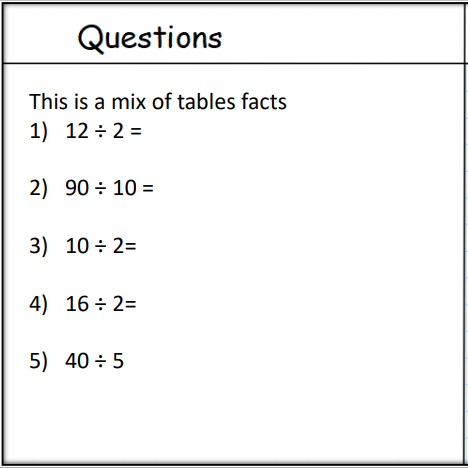 Questions
This is a mix of tables facts
1) 12 ÷ 2 =
2) 90 ÷ 10 =
3) 10 ÷ 2=
4) 16 ÷ 2=
5) 40 ÷ 5